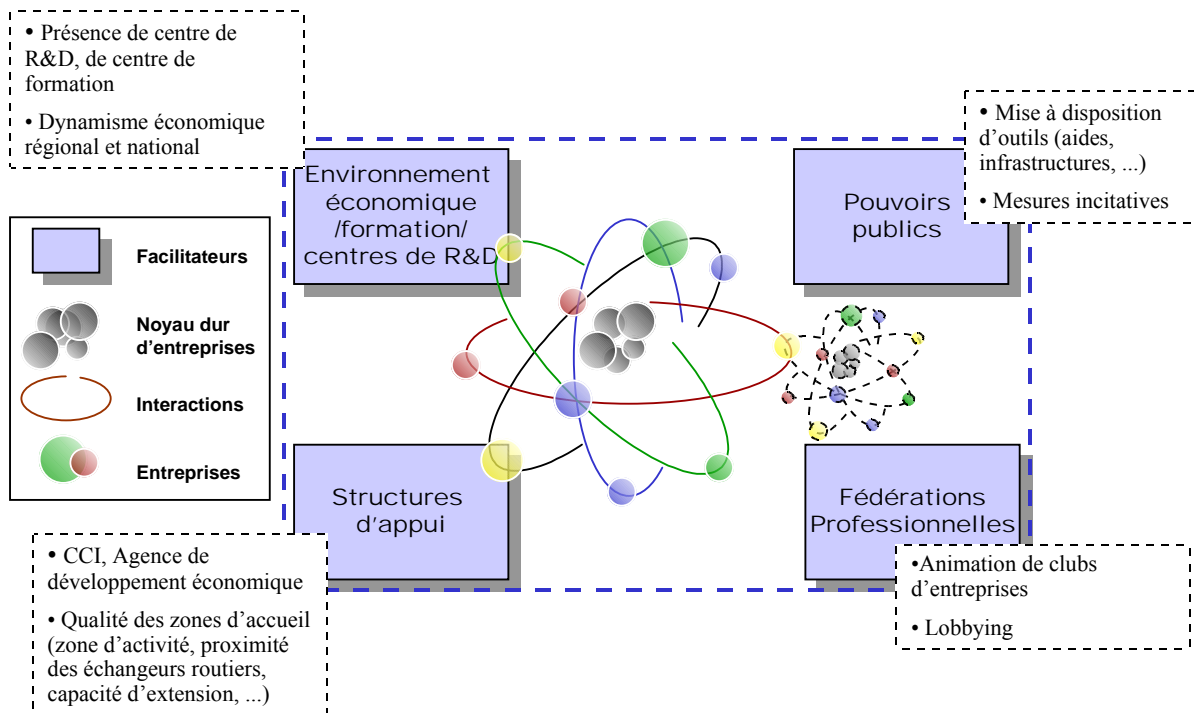 • Présence de centre de
R&D, de centre de
formation
• Dynamisme économique
régional et national
• Mise à disposition
d’outils (aides,
infrastructures, ...)
• Mesures incitatives
Environnement
économique
/formation/
centres de R&D
Pouvoirs
publics
Facilitateurs
Noyau dur
d’entreprises
Interactions
Entreprises
Structures
d'appui
Fédérations
Professionnelles
• CCI, Agence de
développement économique
• Qualité des zones d’accueil
(zone d’activité, proximité
des échangeurs routiers,
capacité d’extension, ...)
•Animation de clubs
d’entreprises
• Lobbying